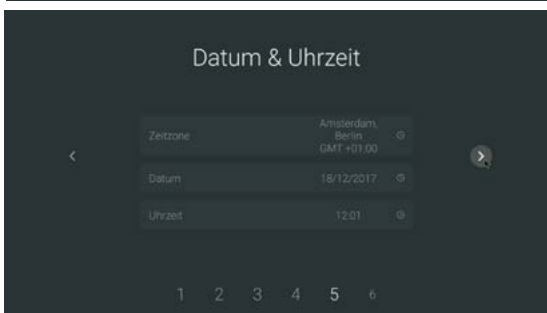 Datum & Uhrzeit
Zeitzone
Amsterdam,
Berlin
GMT +01:00
Datum
18/12/2017
Uhrzeit
12:01
1 2 3 4 5 6